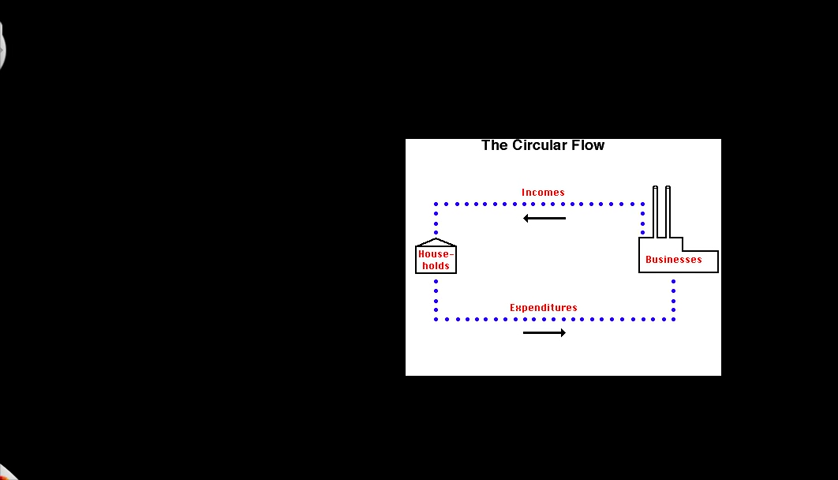 The Circular Flow
Incomes
House-
holds
Businesses
Expenditures